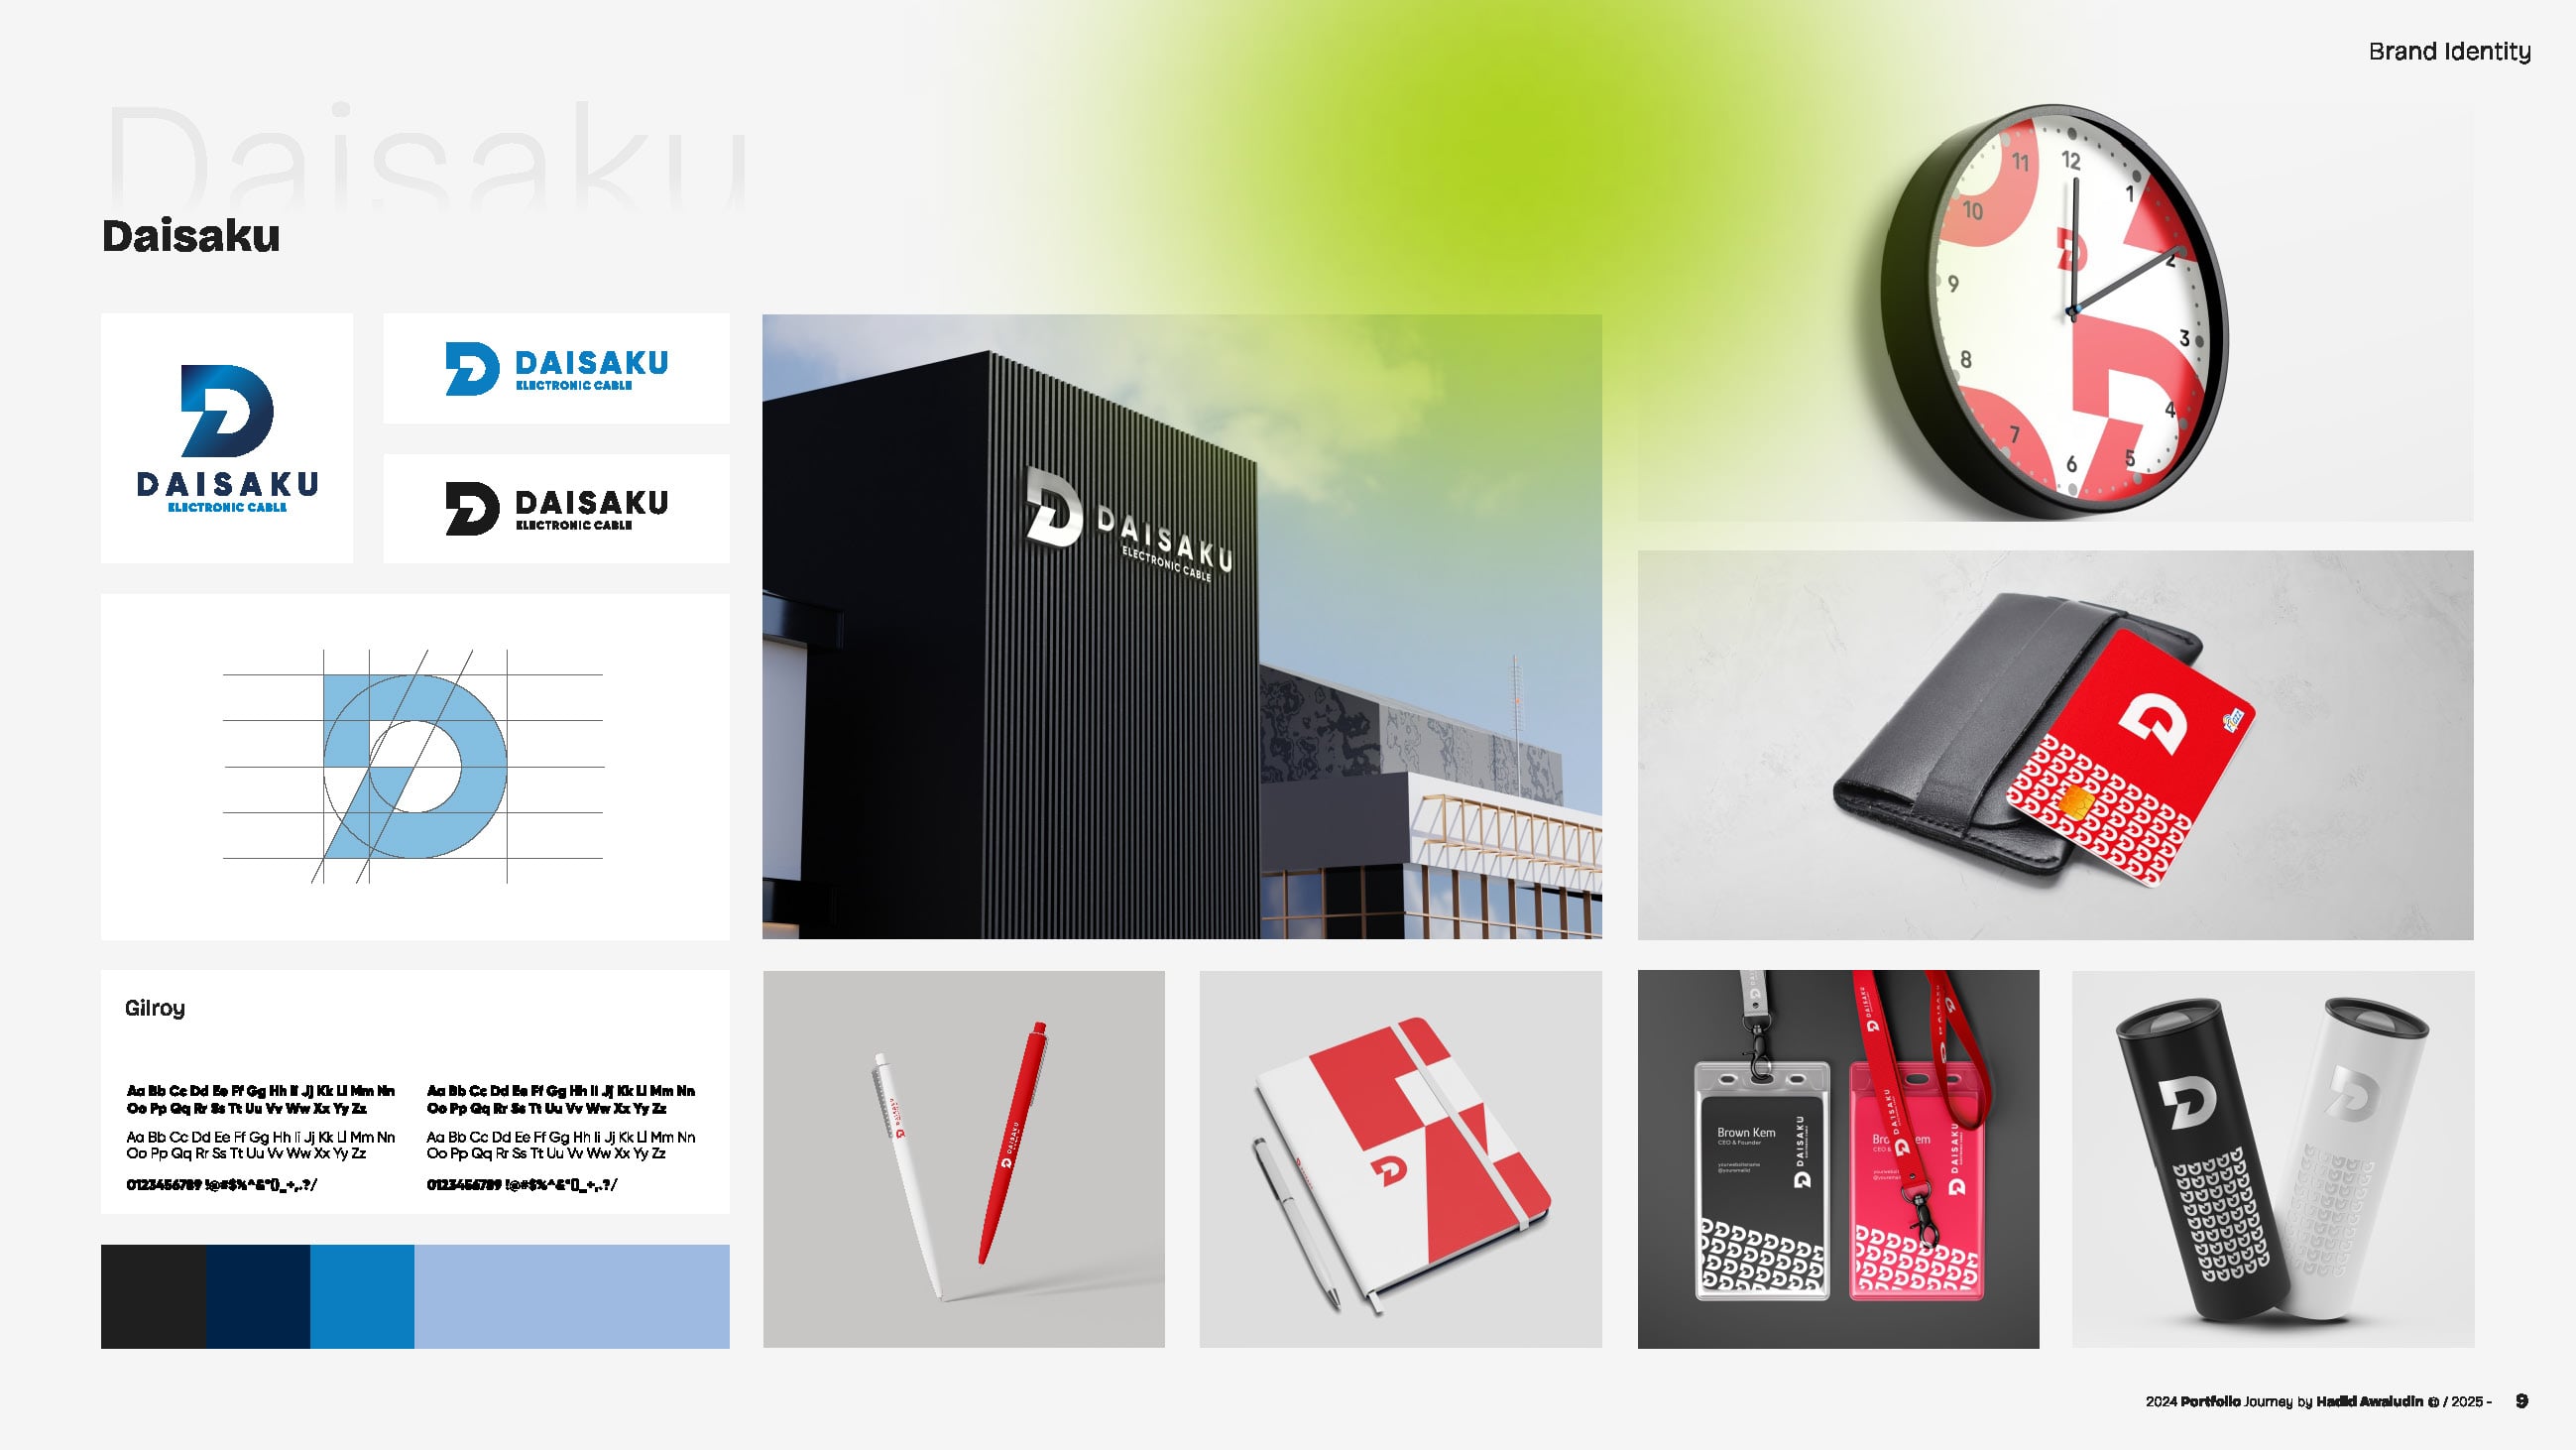 Brand Identity
Daisaku
Daisaku
DAISAKU
ELECTRONIC CABLE
DAISAKU
ELECTRONIC CABLE
DAISAKU
ELECTRONIC CABLE
DAISAKU
ELECTRONIC CABLE
11 12 1
10 2
9 3
8 4
7 6 5
Gilroy
Aa Bb Cc Dd Ee Ff Gg Hh Ii Jj Kk Ll Mm Nn
Oo Pp Qq Rr Ss Tt Uu Vv Ww Xx Yy Zz
Aa Bb Cc Dd Ee Ff Gg Hh Ii Jj Kk Ll Mm Nn
Oo Pp Qq Rr Ss Tt Uu Vv Ww Xx Yy Zz
0123456789 !@#$%^&*()_+,.?/
Aa Bb Cc Dd Ee Ff Gg Hh Ii Jj Kk Ll Mm Nn
Oo Pp Qq Rr Ss Tt Uu Vv Ww Xx Yy Zz
Aa Bb Cc Dd Ee Ff Gg Hh Ii Jj Kk Ll Mm Nn
Oo Pp Qq Rr Ss Tt Uu Vv Ww Xx Yy Zz
0123456789 !@#$%^&*()_+,.?/
DAISAKU
DAISAKU
Brown Kem
CEO & Founder
DAISAKU
DAISAKU
DAISAKU
DAISAKU
2024 Portfolio Journey by Hadid Awaludin © / 2025 - 9